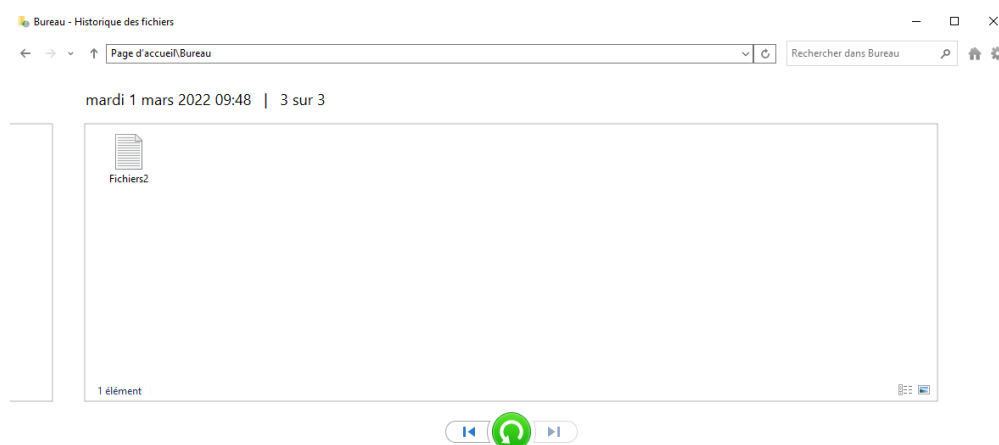 Bureau - Historique des fichiers
Page d'accueil\Bureau
Rechercher dans Bureau
mardi 1 mars 2022 09:48 | 3 sur 3
Fichiers2
1 élément